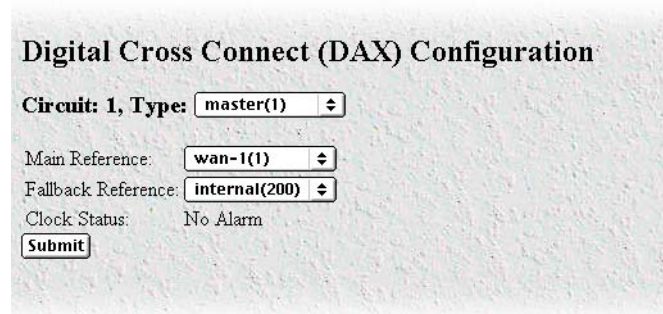 Digital Cross Connect (DAX) Configuration
Circuit: 1, Type: master(1)
Main Reference: wan-1(1)
Fallback Reference: internal(200)
Clock Status: No Alarm
Submit